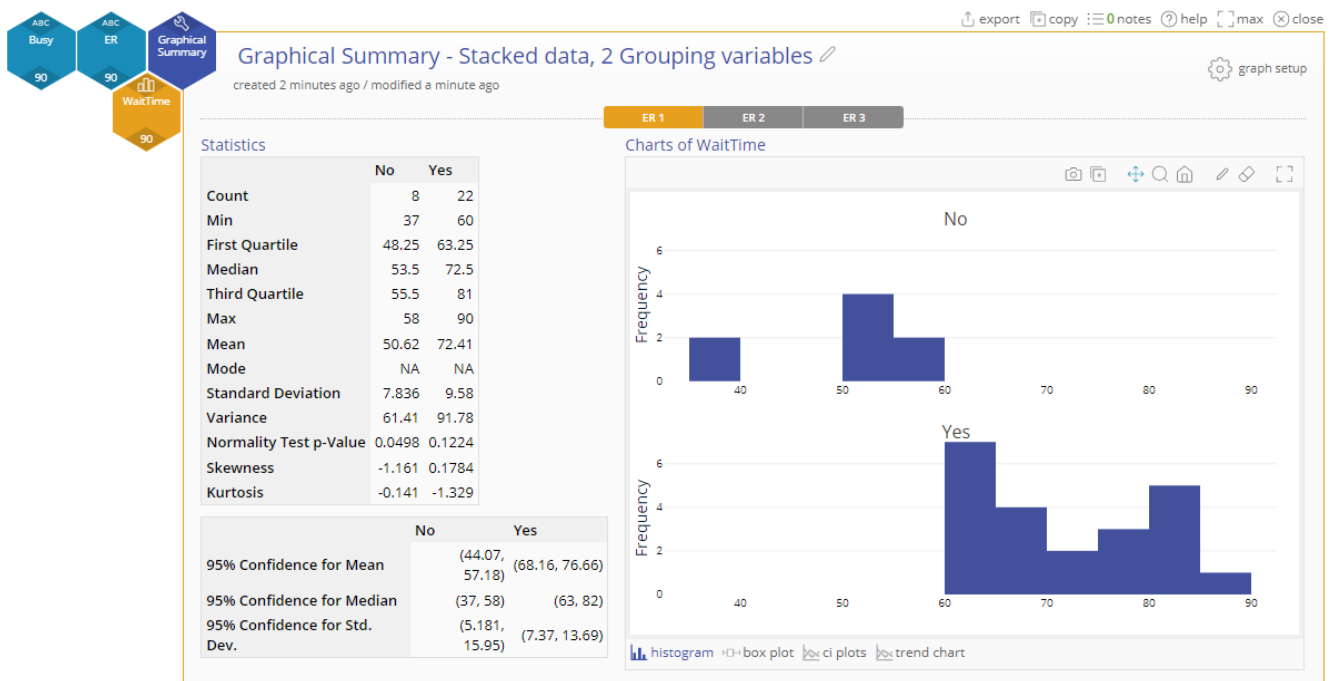 export copy 0 notes help max close
ABC
Busy
90
ABC
ER
90
Graphical
Summary
WaitTime
90
Graphical Summary - Stacked data, 2 Grouping variables
created 2 minutes ago / modified a minute ago
graph setup
ER 1 ER 2 ER 3
Statistics
No Yes
Count 8 22
Min 37 60
First Quartile 48.25 63.25
Median 53.5 72.5
Third Quartile 55.5 81
Max 58 90
Mean 50.62 72.41
Mode NA NA
Standard Deviation 7.836 9.58
Variance 61.41 91.78
Normality Test p-Value 0.0498 0.1224
Skewness -1.161 0.1784
Kurtosis -0.141 -1.329
No Yes
95% Confidence for Mean (44.07, 57.18) (68.16, 76.66)
95% Confidence for Median (37, 58) (63, 82)
95% Confidence for Std. Dev. (5.181, 15.95) (7.37, 13.69)
Charts of WaitTime
No
Frequency
6
4
2
0
40 50 60 70 80 90
Yes
Frequency
6
4
2
0
40 50 60 70 80 90
histogram box plot ci plots trend chart